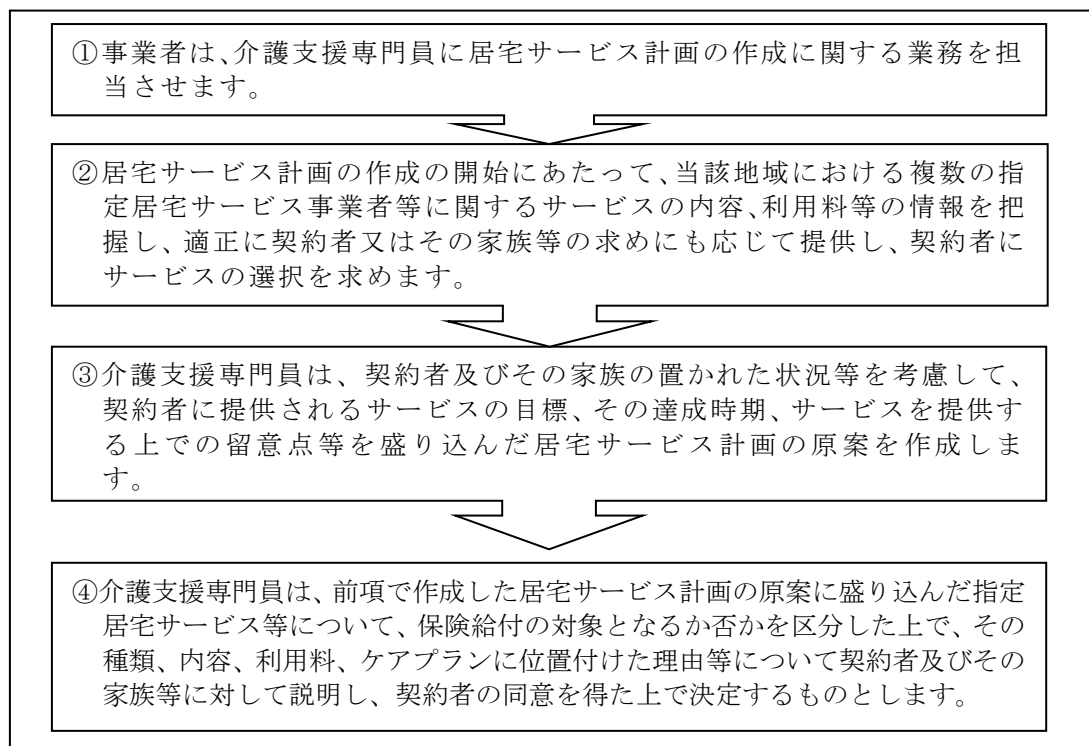 ①事業者は、介護支援専門員に居宅サービス計画の作成に関する業務を担
当させます。
②居宅サービス計画の作成の開始にあたって、当該地域における複数の指
定居宅サービス事業者等に関するサービスの内容、利用料等の情報を把
握し、適正に契約者又はその家族等の求めにも応じて提供し、契約者に
サービスの選択を求めます。
③介護支援専門員は、契約者及びその家族の置かれた状況等を考慮して、
契約者に提供されるサービスの目標、その達成時期、サービスを提供す
る上での留意点等を盛り込んだ居宅サービス計画の原案を作成しま
す。
④介護支援専門員は、前項で作成した居宅サービス計画の原案に盛り込んだ指定
居宅サービス等について、保険給付の対象となるか否かを区分した上で、その
種類、内容、利用料、ケアプランに位置付けた理由等について契約者及びその
家族等に対して説明し、契約者の同意を得た上で決定するものとします。